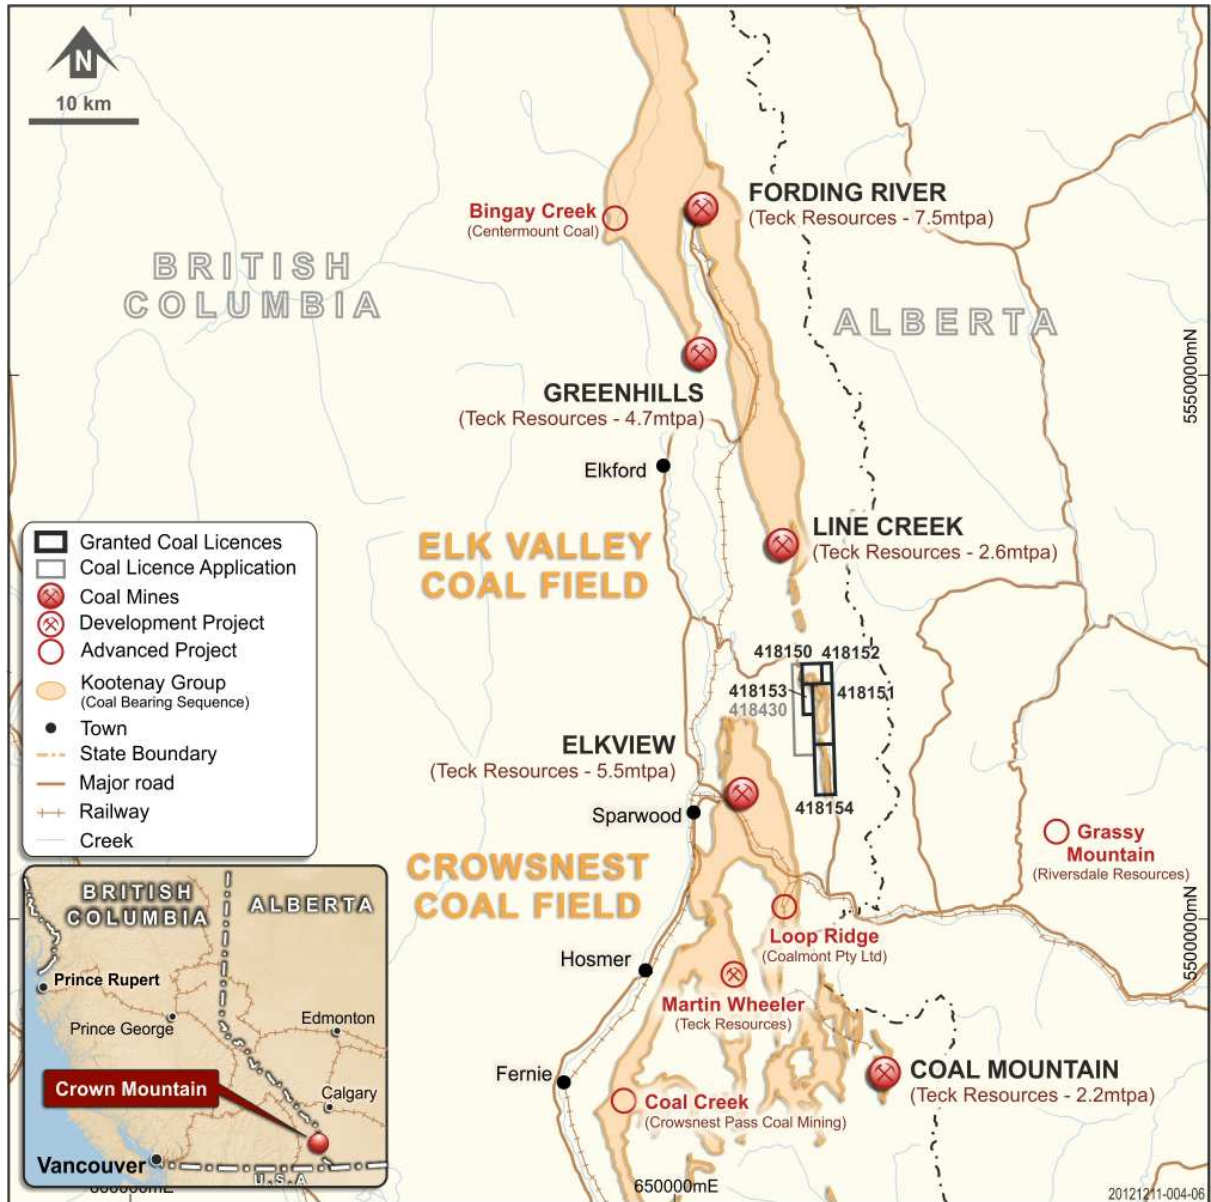 N
10 km
FORDING RIVER
(Teck Resources - 7.5mtpa)
Bingay Creek
(Centermount Coal)
BRITISH
COLUMBIA
ALBERTA
GREENHILLS
(Teck Resources - 4.7mtpa)
5550000mN
Elkford
ELK VALLEY
COAL FIELD
LINE CREEK
(Teck Resources - 2.6mtpa)
Granted Coal Licences
Coal Licence Application
Coal Mines
Development Project
Advanced Project
Kootenay Group
(Coal Bearing Sequence)
Town
State Boundary
Major road
Railway
Creek
418150 418152
418153 418151
418430
418154
ELKVIEW
(Teck Resources - 5.5mtpa)
Sparwood
CROWSNEST
COAL FIELD
Grassy
Mountain
(Riversdale Resources)
Loop Ridge
(Coalmont Pty Ltd)
Hosmer
Martin Wheeler
(Teck Resources)
5500000mN
Fernie
COAL MOUNTAIN
(Teck Resources - 2.2mtpa)
Coal Creek
(Crowsnest Pass Coal Mining)
BRITISH
COLUMBIA
ALBERTA
Prince Rupert
Prince George
Edmonton
Crown Mountain
Calgary
Vancouver
U.S.A
650000mE
20121211-004-06